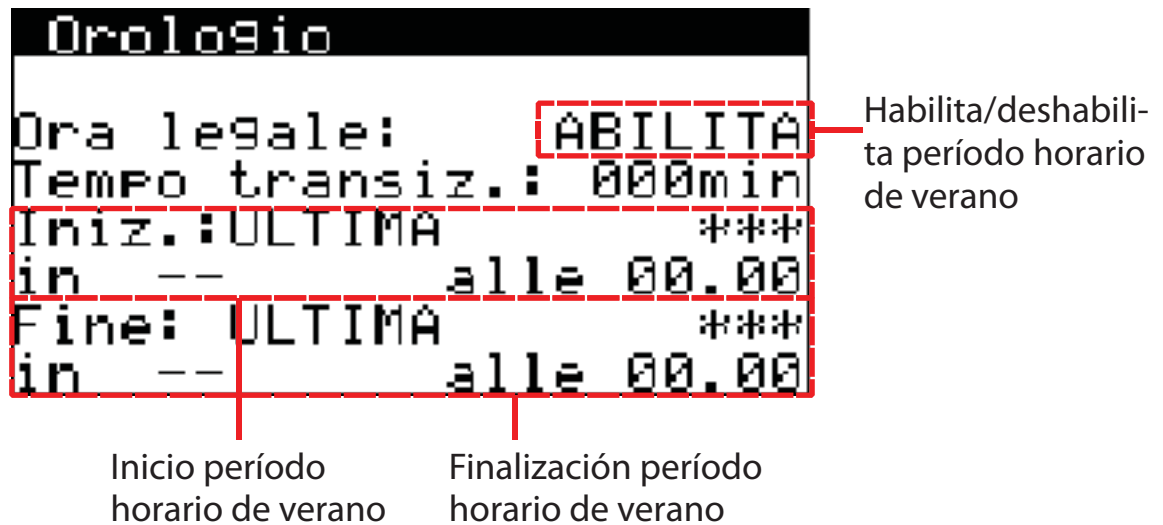 Orologio
Ora legale: ABILITA
Tempo transiz.: 000min
Iniz.:ULTIMA ***
in -- alle 00.00
Fine: ULTIMA ***
in -- alle 00.00
Habilita/deshabili-
ta período horario
de verano
Inicio período
horario de verano
Finalización período
horario de verano